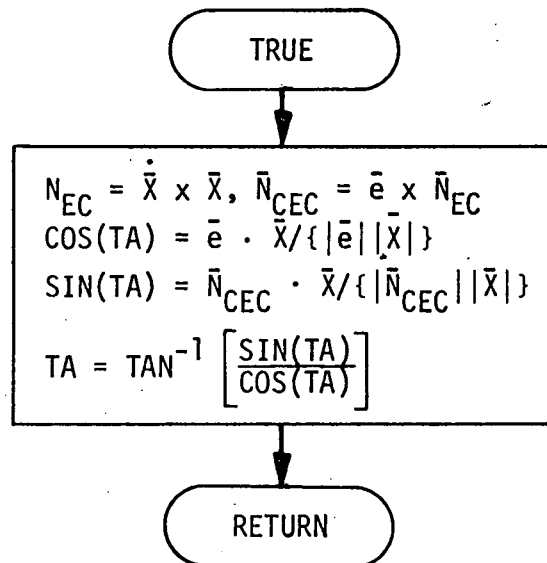 TRUE
N_EC = Ẋ̄ x X̄, N̄_CEC = ē x N̄_EC
COS(TA) = ē · X̄/{|ē||X̄|}
SIN(TA) = N̄_CEC · X̄/{|N̄_CEC||X̄|}
TA = TAN⁻¹ [SIN(TA)/COS(TA)]
RETURN